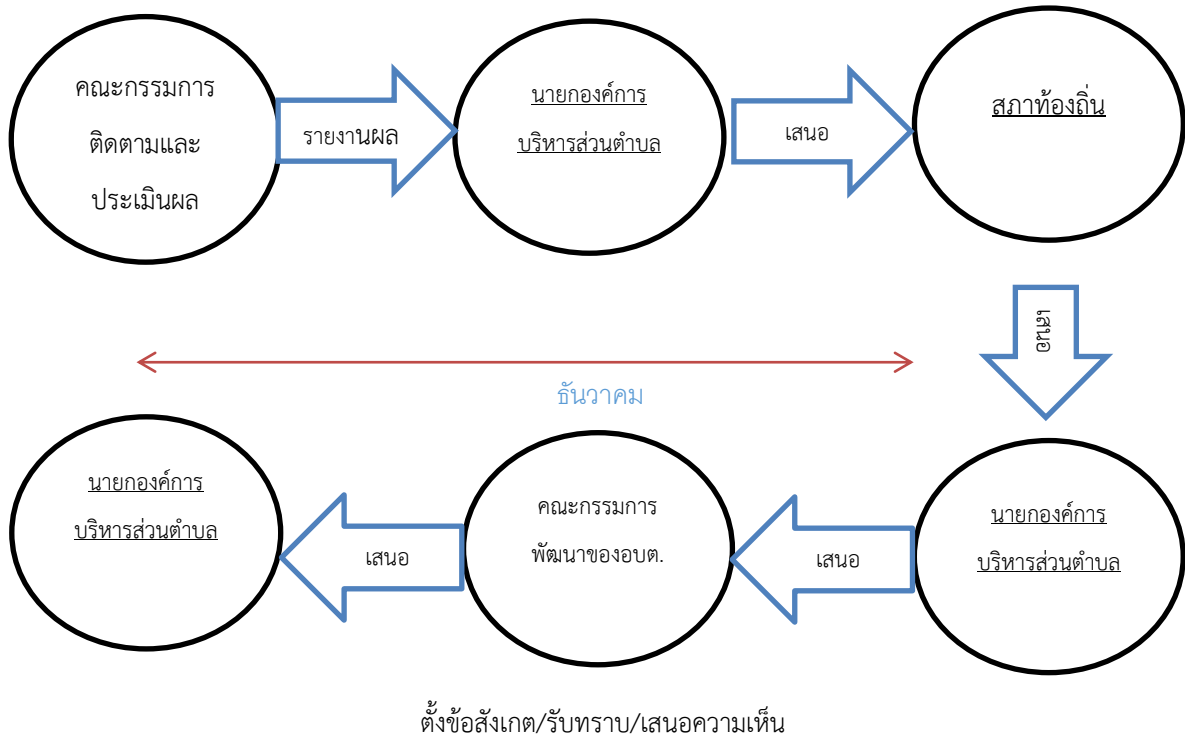 คณะกรรมการ
ติดตามและ
ประเมินผล
รายงานผล
นายกองค์การ
บริหารส่วนตำบล
เสนอ
สภาท้องถิ่น
เสนอ
ธันวาคม
นายกองค์การ
บริหารส่วนตำบล
เสนอ
คณะกรรมการ
พัฒนาของอบต.
เสนอ
นายกองค์การ
บริหารส่วนตำบล
ตั้งข้อสังเกต/รับทราบ/เสนอความเห็น